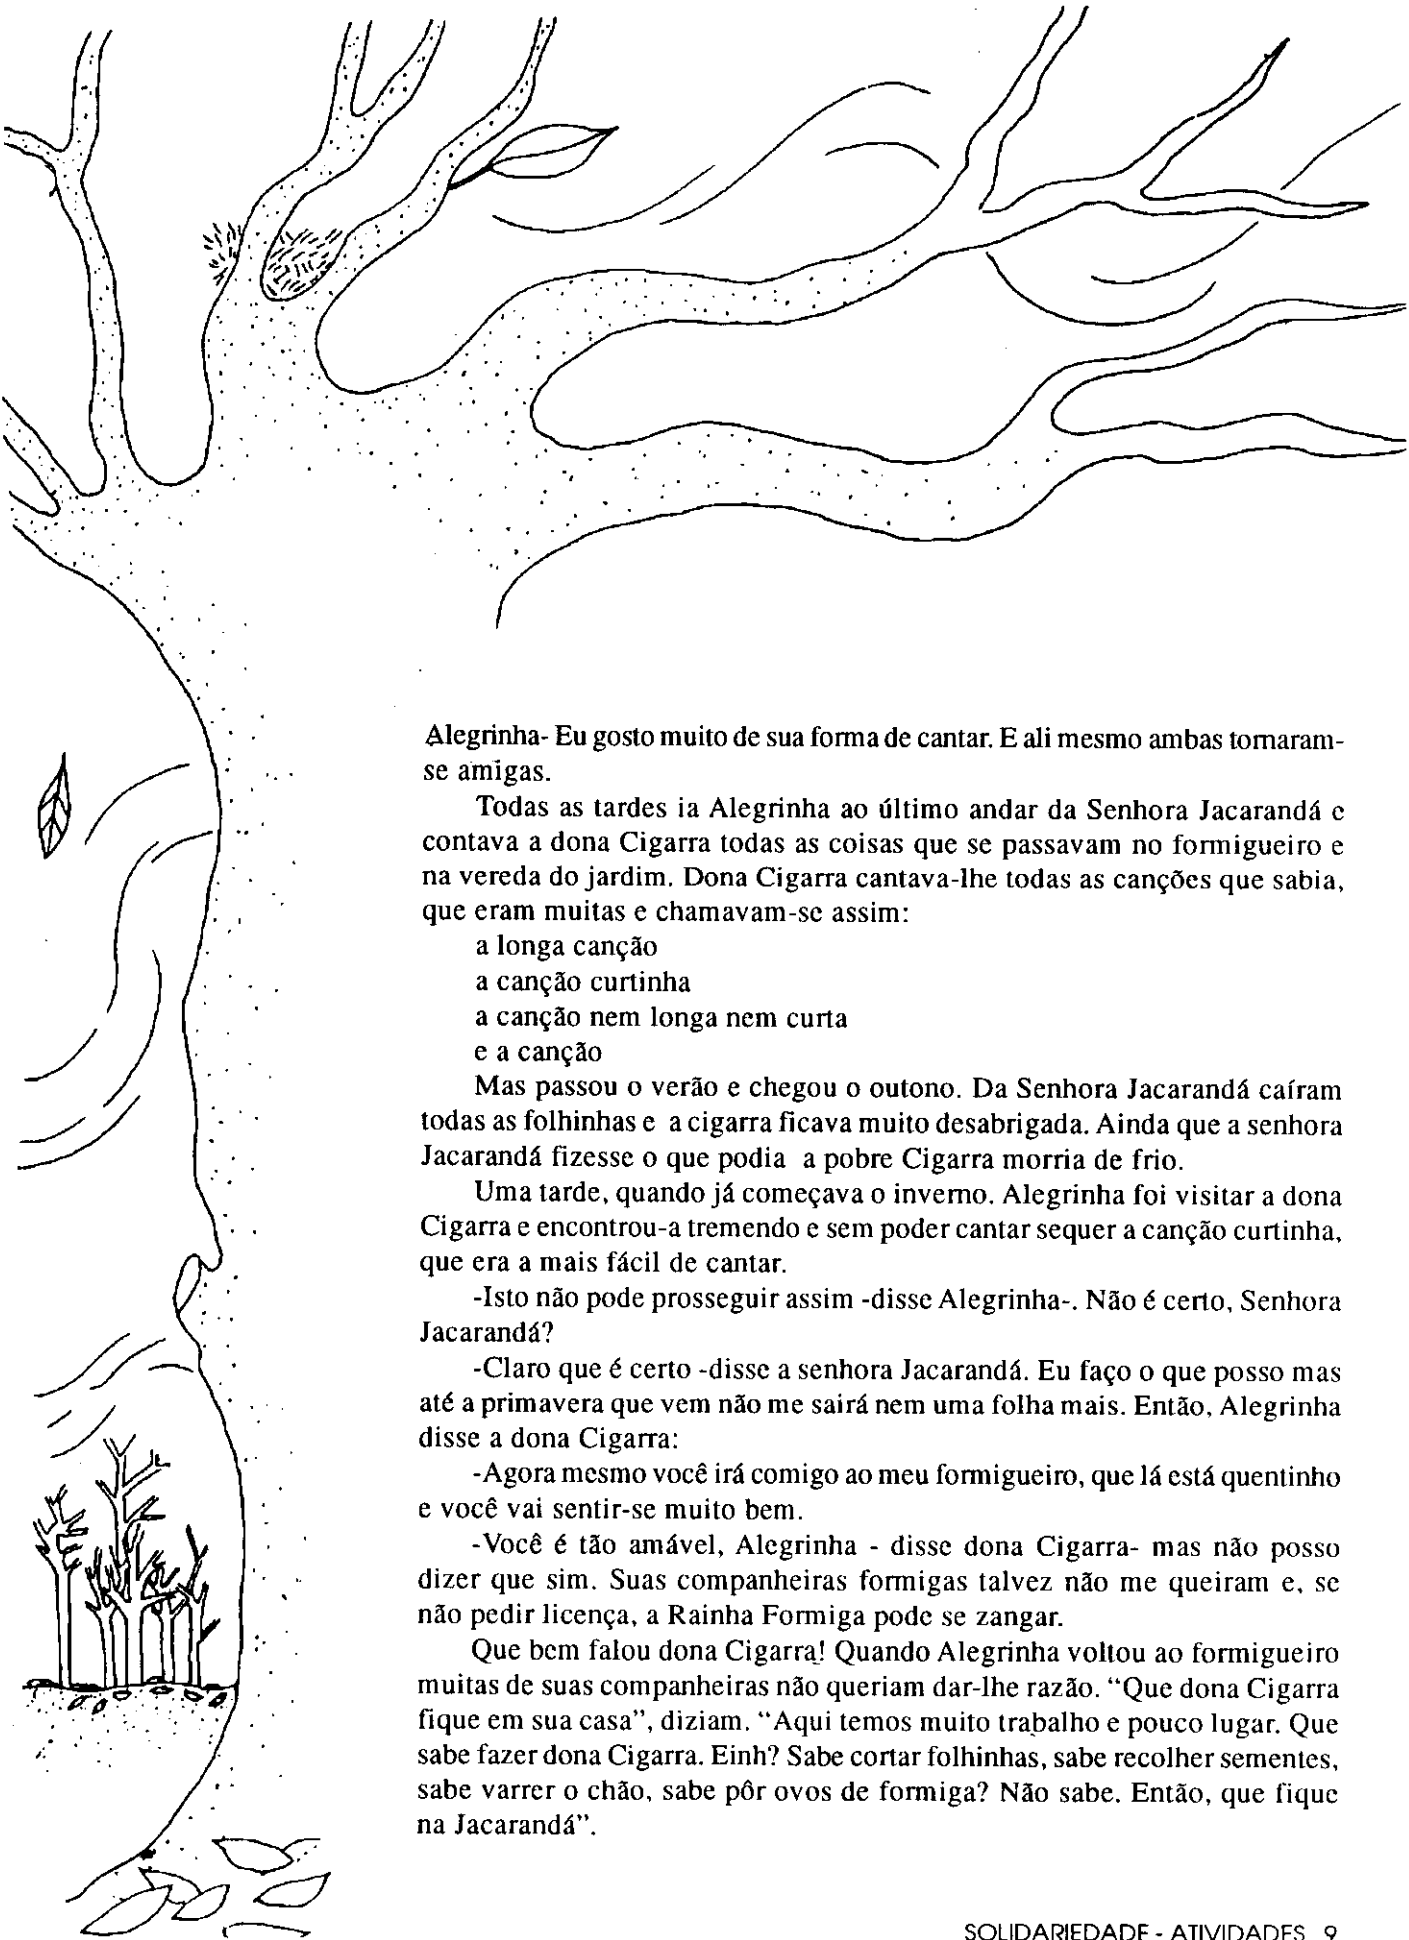 Alegrinha- Eu gosto muito de sua forma de cantar. E ali mesmo ambas tornaram-
se amigas.
Todas as tardes ia Alegrinha ao último andar da Senhora Jacarandá e
contava a dona Cigarra todas as coisas que se passavam no formigueiro e
na vereda do jardim. Dona Cigarra cantava-lhe todas as canções que sabia,
que eram muitas e chamavam-se assim:
a longa canção
a canção curtinha
a canção nem longa nem curta
e a canção
Mas passou o verão e chegou o outono. Da Senhora Jacarandá caíram
todas as folhinhas e a cigarra ficava muito desabrigada. Ainda que a senhora
Jacarandá fizesse o que podia a pobre Cigarra morria de frio.
Uma tarde, quando já começava o inverno. Alegrinha foi visitar a dona
Cigarra e encontrou-a tremendo e sem poder cantar sequer a canção curtinha,
que era a mais fácil de cantar.
-Isto não pode prosseguir assim -disse Alegrinha-. Não é certo, Senhora
Jacarandá?
-Claro que é certo -disse a senhora Jacarandá. Eu faço o que posso mas
até a primavera que vem não me sairá nem uma folha mais. Então, Alegrinha
disse a dona Cigarra:
-Agora mesmo você irá comigo ao meu formigueiro, que lá está quentinho
e você vai sentir-se muito bem.
-Você é tão amável, Alegrinha - disse dona Cigarra- mas não posso
dizer que sim. Suas companheiras formigas talvez não me queiram e, se
não pedir licença, a Rainha Formiga pode se zangar.
Que bem falou dona Cigarra! Quando Alegrinha voltou ao formigueiro
muitas de suas companheiras não queriam dar-lhe razão. “Que dona Cigarra
fique em sua casa”, diziam. “Aqui temos muito trabalho e pouco lugar. Que
sabe fazer dona Cigarra. Einh? Sabe cortar folhinhas, sabe recolher sementes,
sabe varrer o chão, sabe pôr ovos de formiga? Não sabe. Então, que fique
na Jacarandá”.
SOLIDARIEDADE - ATIVIDADES 9